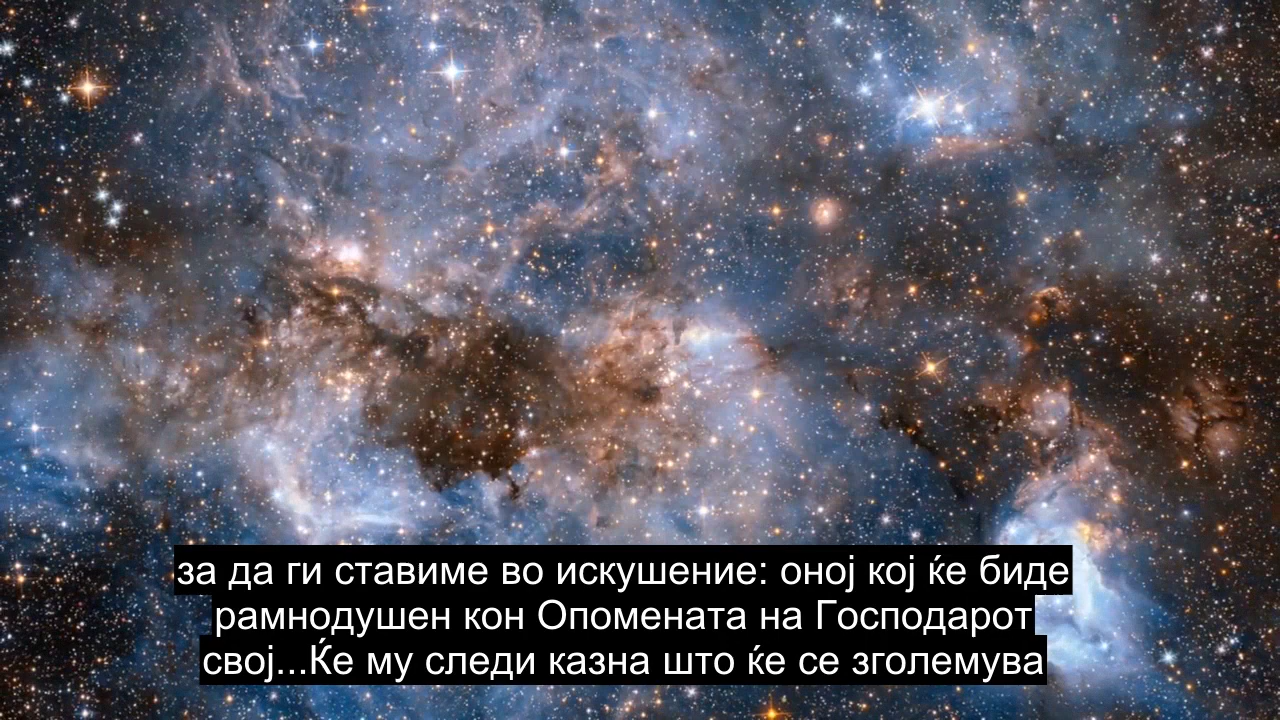 за да ги ставиме во искушение: оној кој ќе биде
рамнодушен кон Опомената на Господарот
свој...Ќе му следи казна што ќе се зголемува